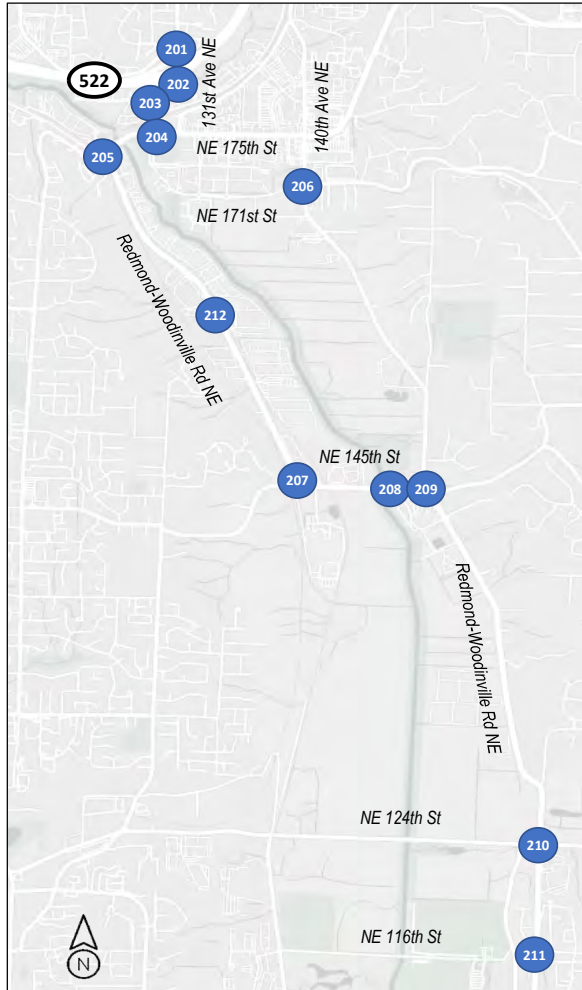 201
131st Ave NE
522
202
203
140th Ave NE
204
NE 175th St
205
206
NE 171st St
Redmond-Woodinville Rd NE
212
NE 145th St
207
208
209
Redmond-Woodinville Rd NE
NE 124th St
210
NE 116th St
211
N